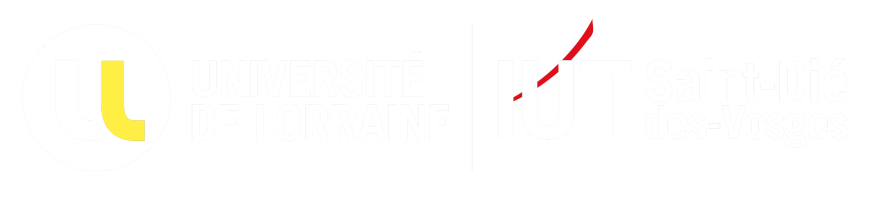 UNIVERSITÉ
DE LORRAINE
IUT
Saint-Dié
des-Vosges